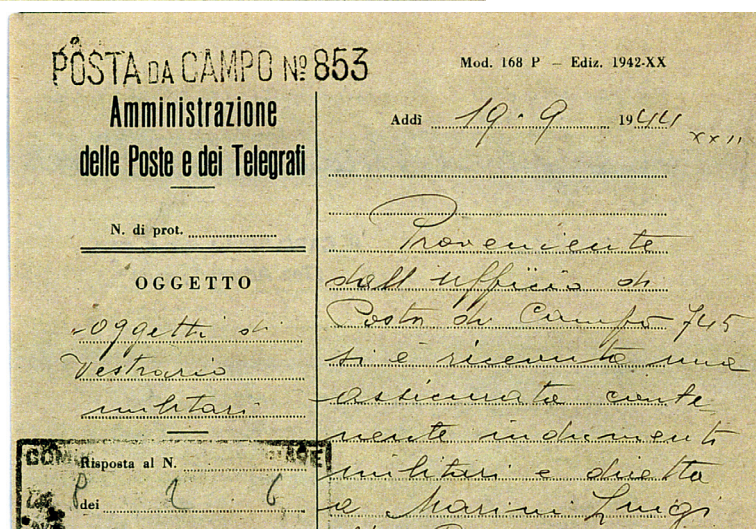 POSTA DA CAMPO Nº 853
Amministrazione
delle Poste e dei Telegrafi
N. di prot.
OGGETTO
oggetti di
Vestiario
militari
Risposta al N.
dei
Mod. 168 P – Ediz. 1942-XX
Addì 19 - 9 1944
XXII
Proveniente
dall'ufficio di
Posta da Campo 745
si è ricevuta una
assicurata conte-
nente indumenti
militari e diretta
a Marini Luigi